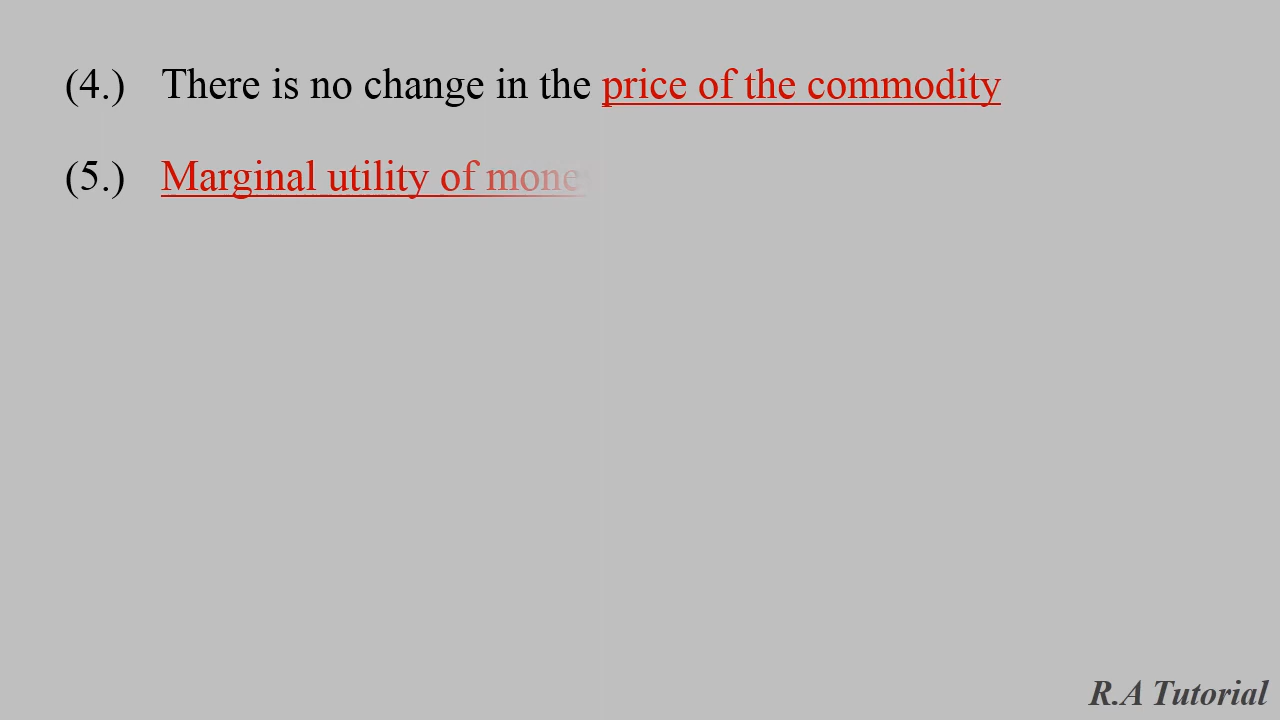 (4.) There is no change in the price of the commodity
(5.) Marginal utility of mone
R.A Tutorial